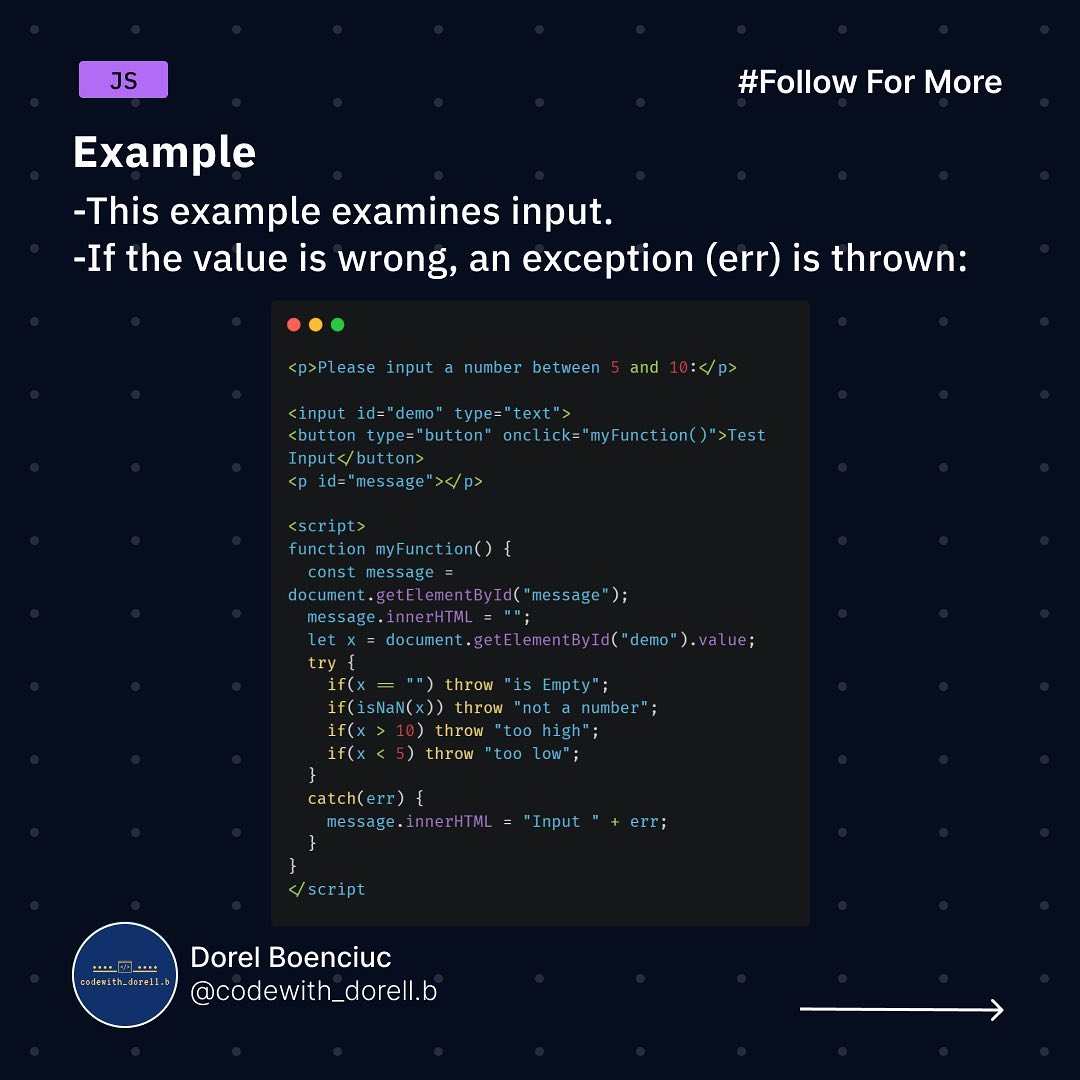 JS
#Follow For More
Example
-This example examines input.
-If the value is wrong, an exception (err) is thrown:
<p>Please input a number between 5 and 10:</p>
<input id="demo" type="text">
<button type="button" onclick="myFunction()">Test
Input</button>
<p id="message"></p>
<script>
function myFunction() {
  const message =
document.getElementById("message");
  message.innerHTML = "";
  let x = document.getElementById("demo").value;
  try {
    if(x == "") throw "is Empty";
    if(isNaN(x)) throw "not a number";
    if(x > 10) throw "too high";
    if(x < 5) throw "too low";
  }
  catch(err) {
    message.innerHTML = "Input " + err;
  }
}
</script
</>
codewith_dorell.b
Dorel Boenciuc
@codewith_dorell.b